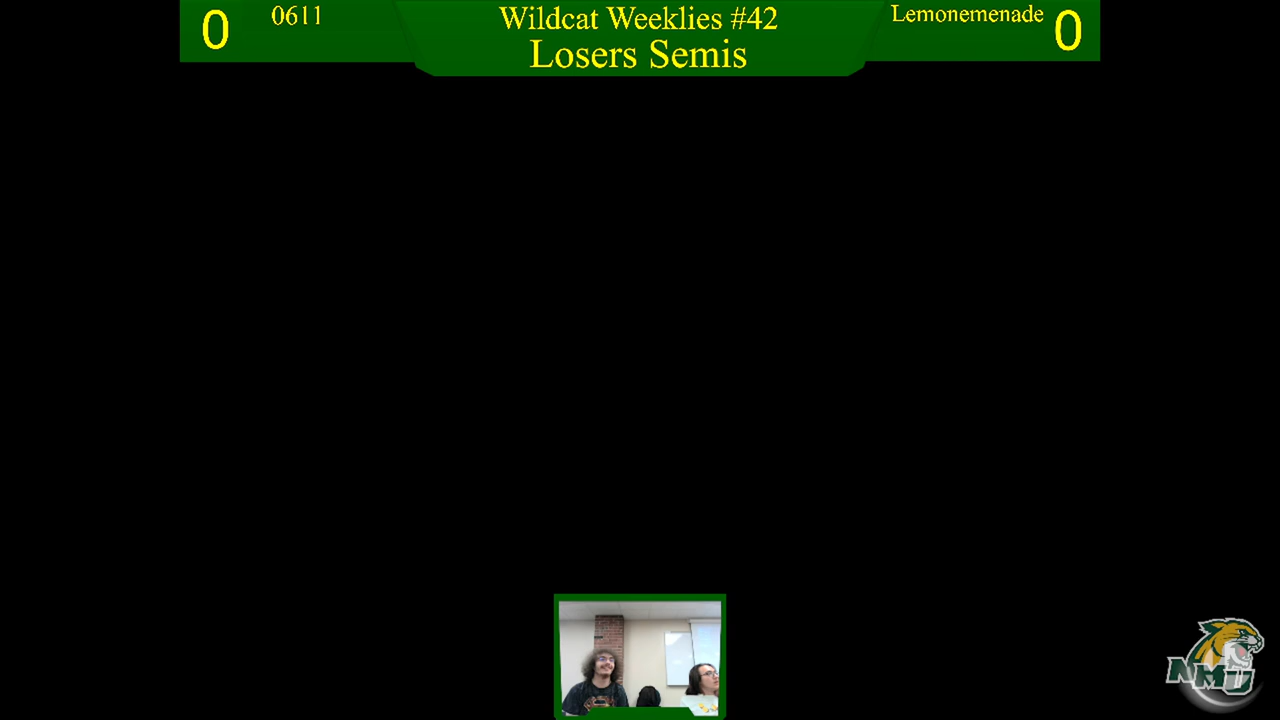 0
0611
Wildcat Weeklies #42
Losers Semis
Lemonemenade
0
NMU